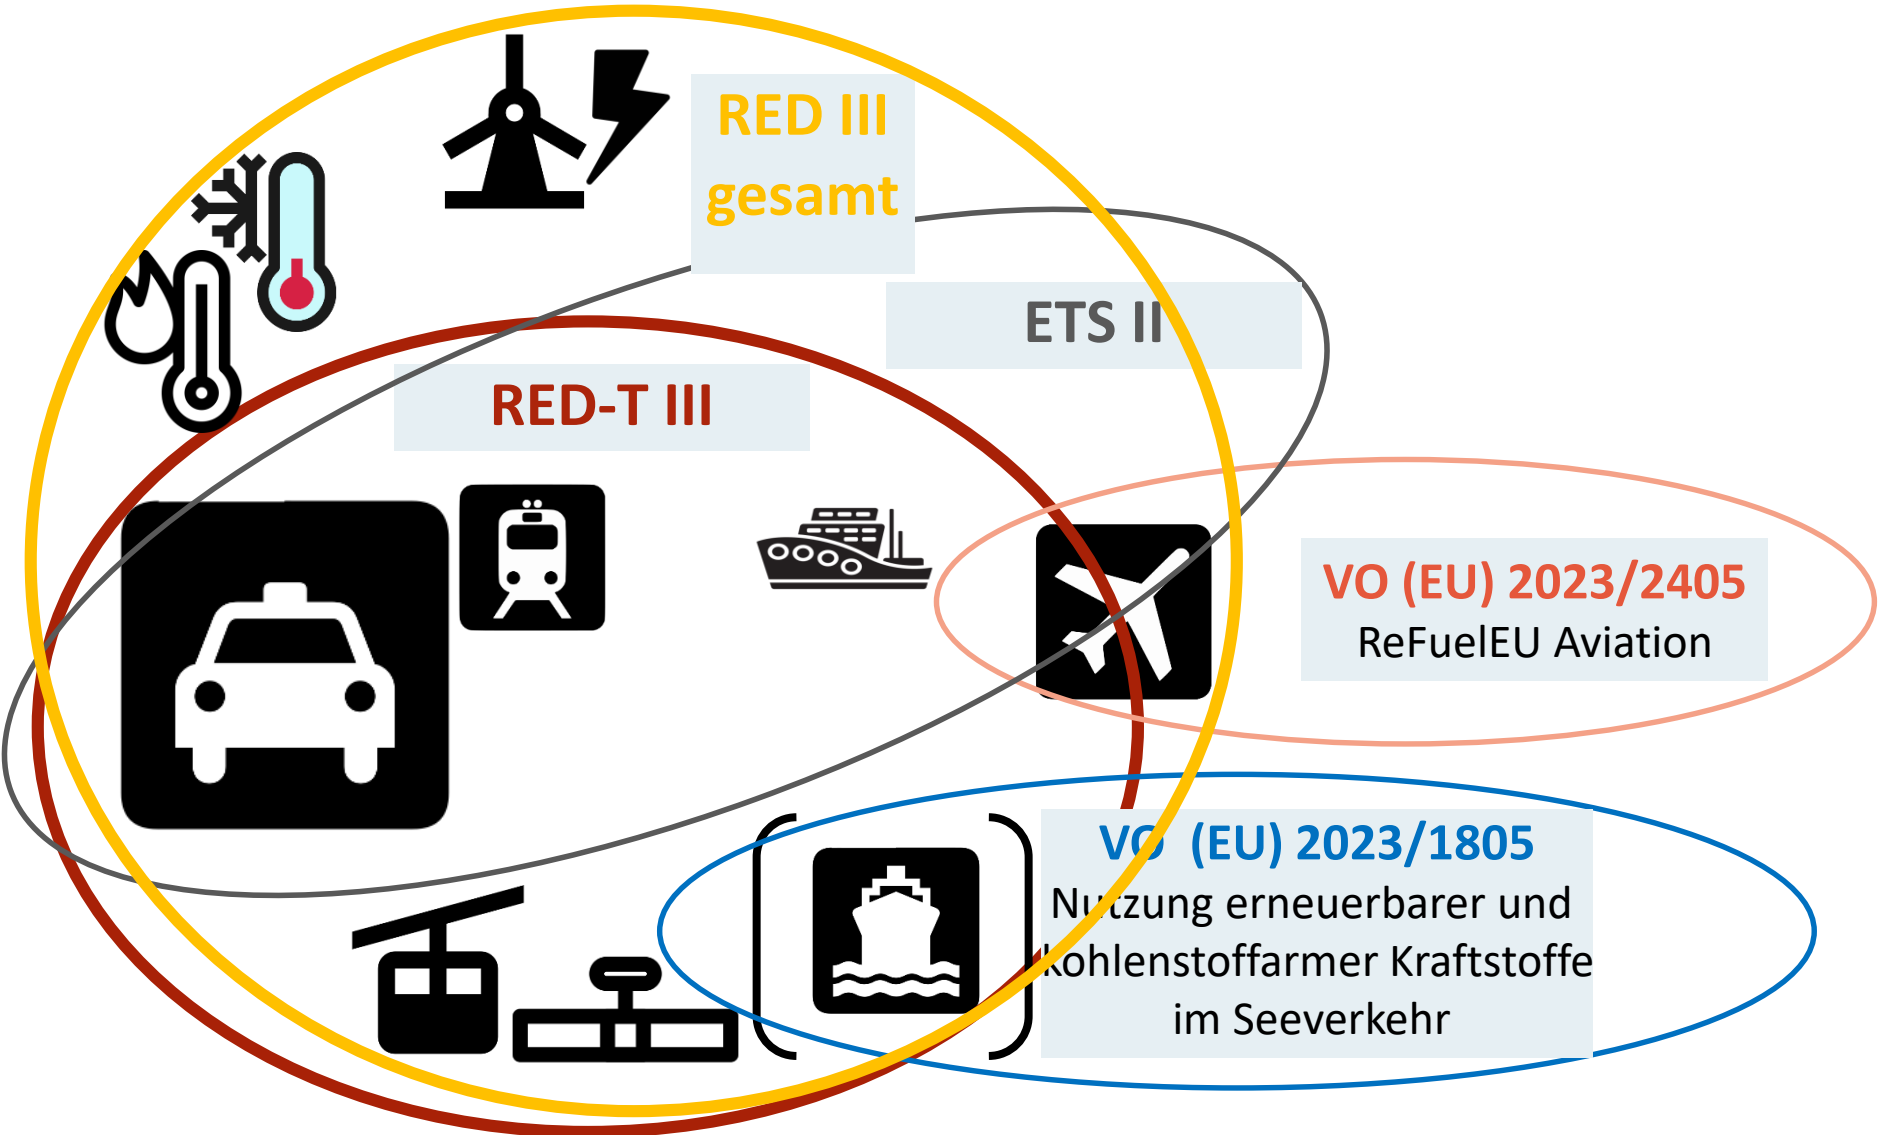 RED III
gesamt
ETS II
RED-T III
VO (EU) 2023/2405
ReFuelEU Aviation
VO (EU) 2023/1805
Nutzung erneuerbarer und
kohlenstoffarmer Kraftstoffe
im Seeverkehr